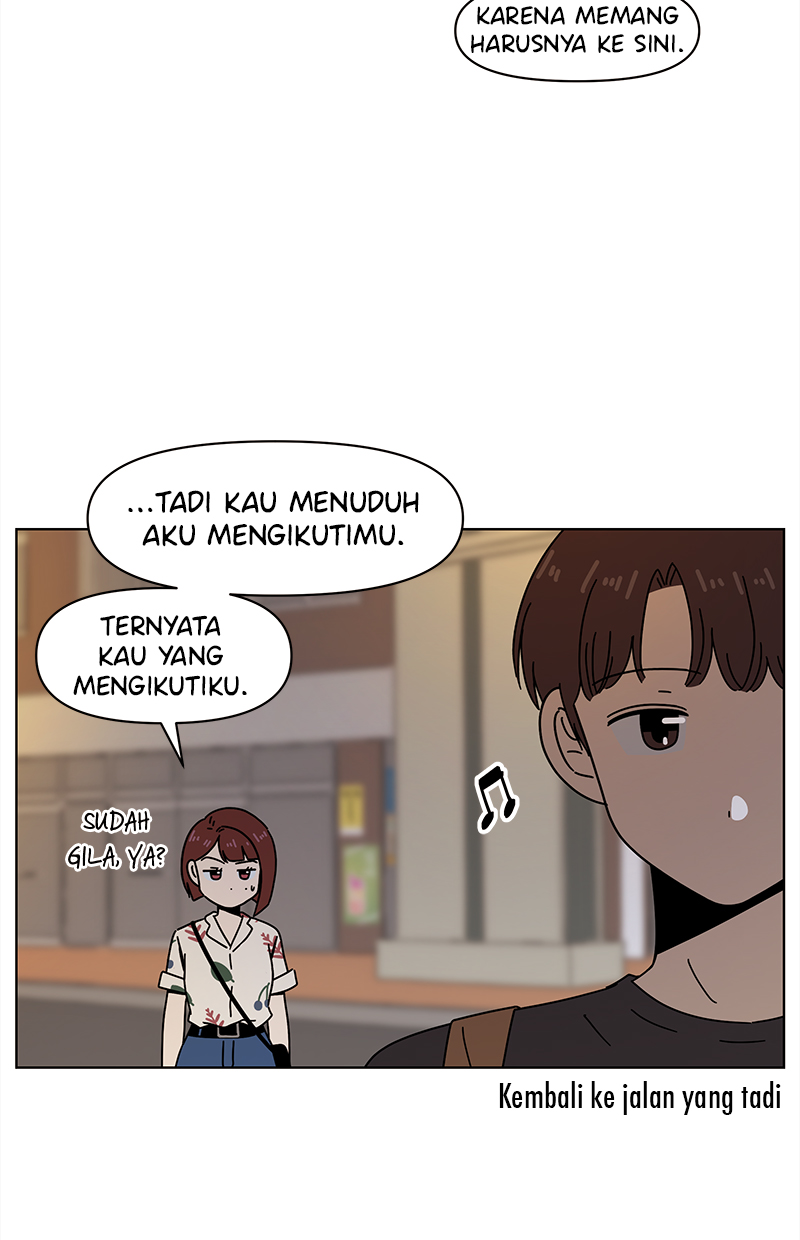 KARENA MEMANG
HARUSNYA KE SINI.
...TADI KAU MENUDUH
AKU MENGIKUTIMU.
TERNYATA
KAU YANG
MENGIKUTIKU.
SUDAH
GILA, YA?
Kembali ke jalan yang tadi